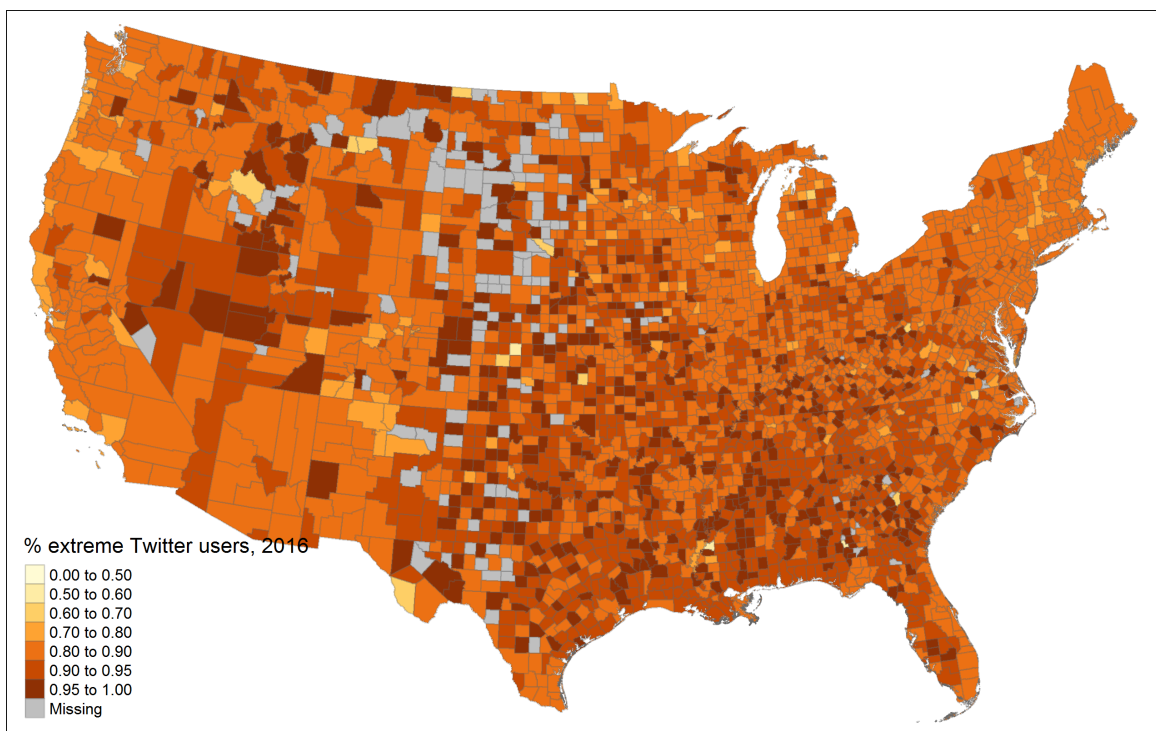 % extreme Twitter users, 2016
0.00 to 0.50
0.50 to 0.60
0.60 to 0.70
0.70 to 0.80
0.80 to 0.90
0.90 to 0.95
0.95 to 1.00
Missing